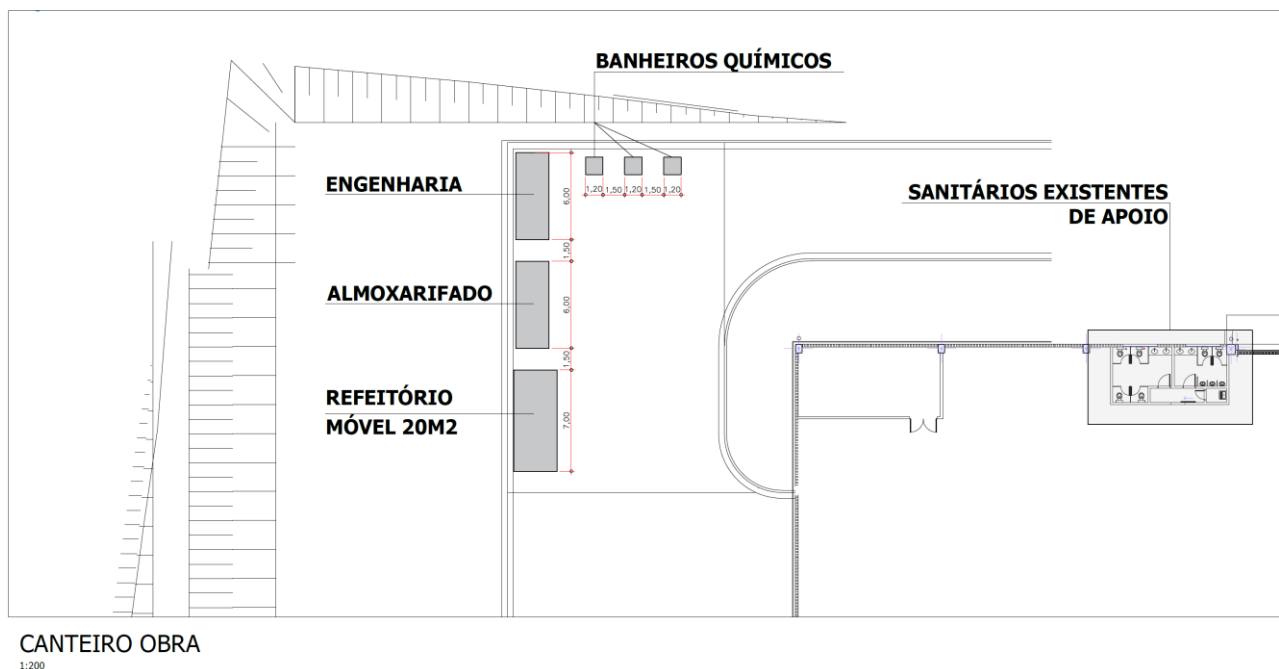 BANHEIROS QUÍMICOS
ENGENHARIA
6,00
1,20 1,50 1,20 1,50 1,20
SANITÁRIOS EXISTENTES
DE APOIO
1,50
ALMOXARIFADO
6,00
1,50
REFEITÓRIO
MÓVEL 20M2
7,00
CANTEIRO OBRA
1:200